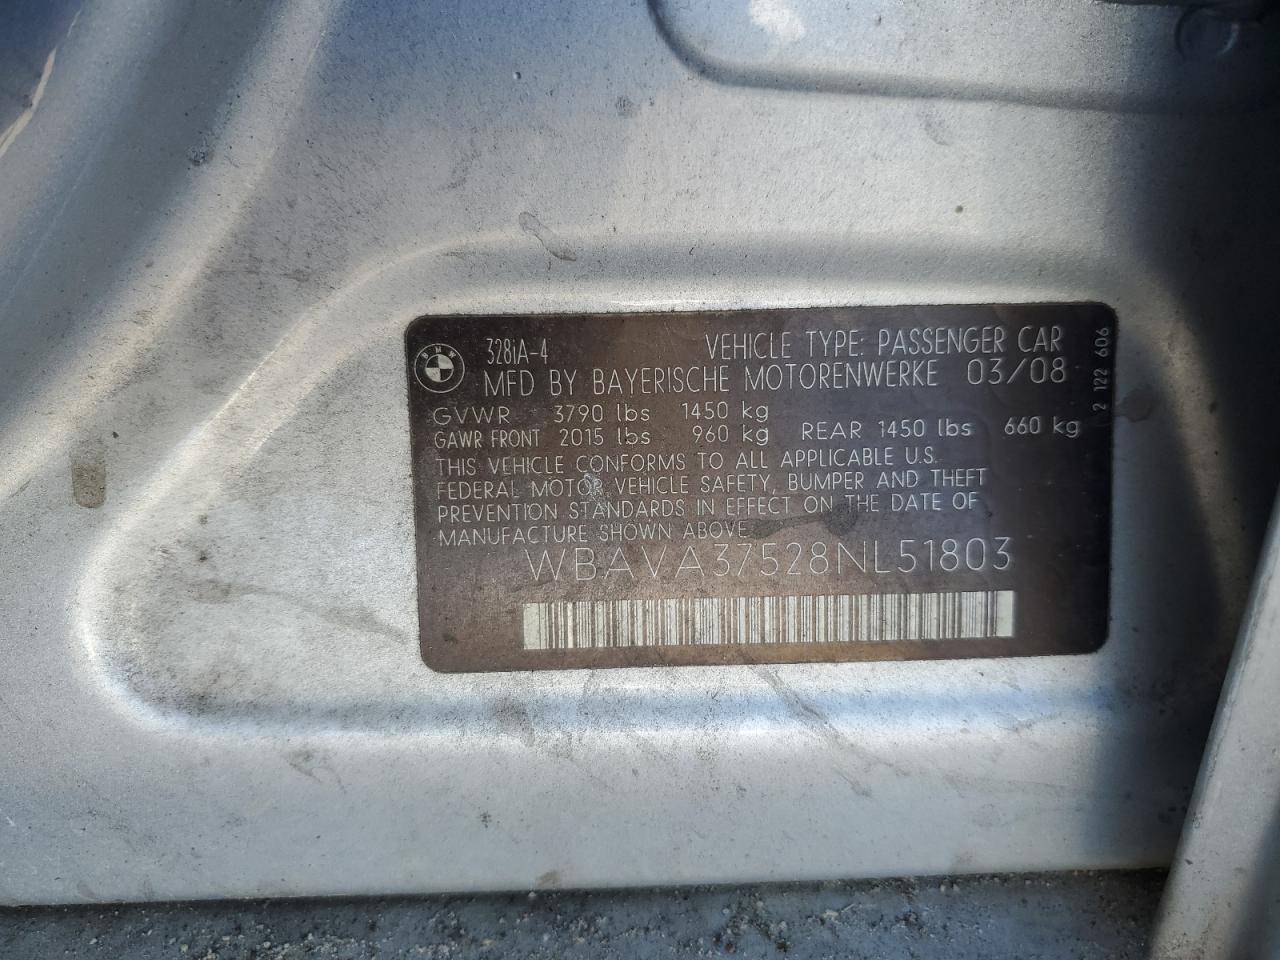 BMW
328iA-4 VEHICLE TYPE: PASSENGER CAR
MFD BY BAYERISCHE MOTORENWERKE 03/08
GVWR 3790 lbs 1450 kg
GAWR FRONT 2015 lbs 960 kg REAR 1450 lbs 660 kg
THIS VEHICLE CONFORMS TO ALL APPLICABLE U.S.
FEDERAL MOTOR VEHICLE SAFETY, BUMPER AND THEFT
PREVENTION STANDARDS IN EFFECT ON THE DATE OF
MANUFACTURE SHOWN ABOVE.
WBAVA37528NL51803
2 122 606